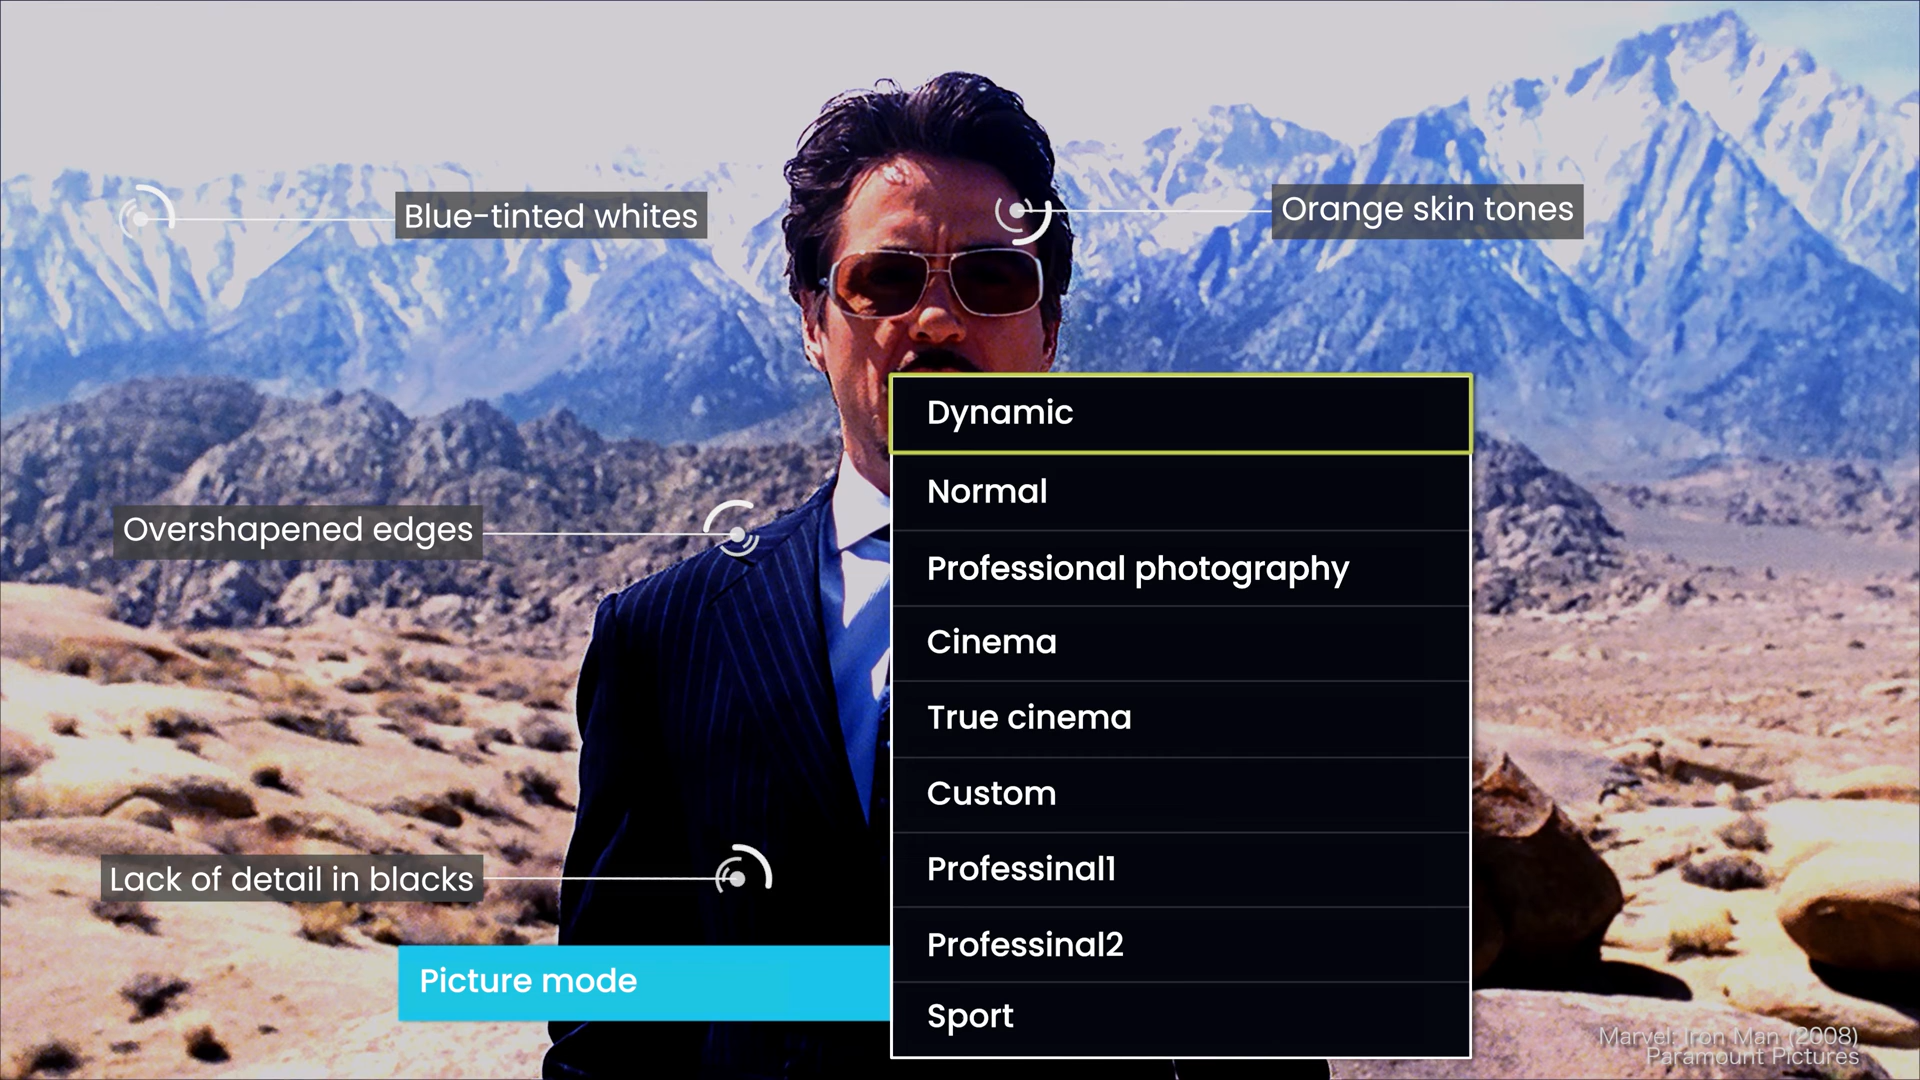 Blue-tinted whites
Orange skin tones
Overshapened edges
Lack of detail in blacks
Picture mode
Dynamic
Normal
Professional photography
Cinema
True cinema
Custom
Professinal1
Professinal2
Sport
Marvel: Iron Man (2008)
Paramount Pictures